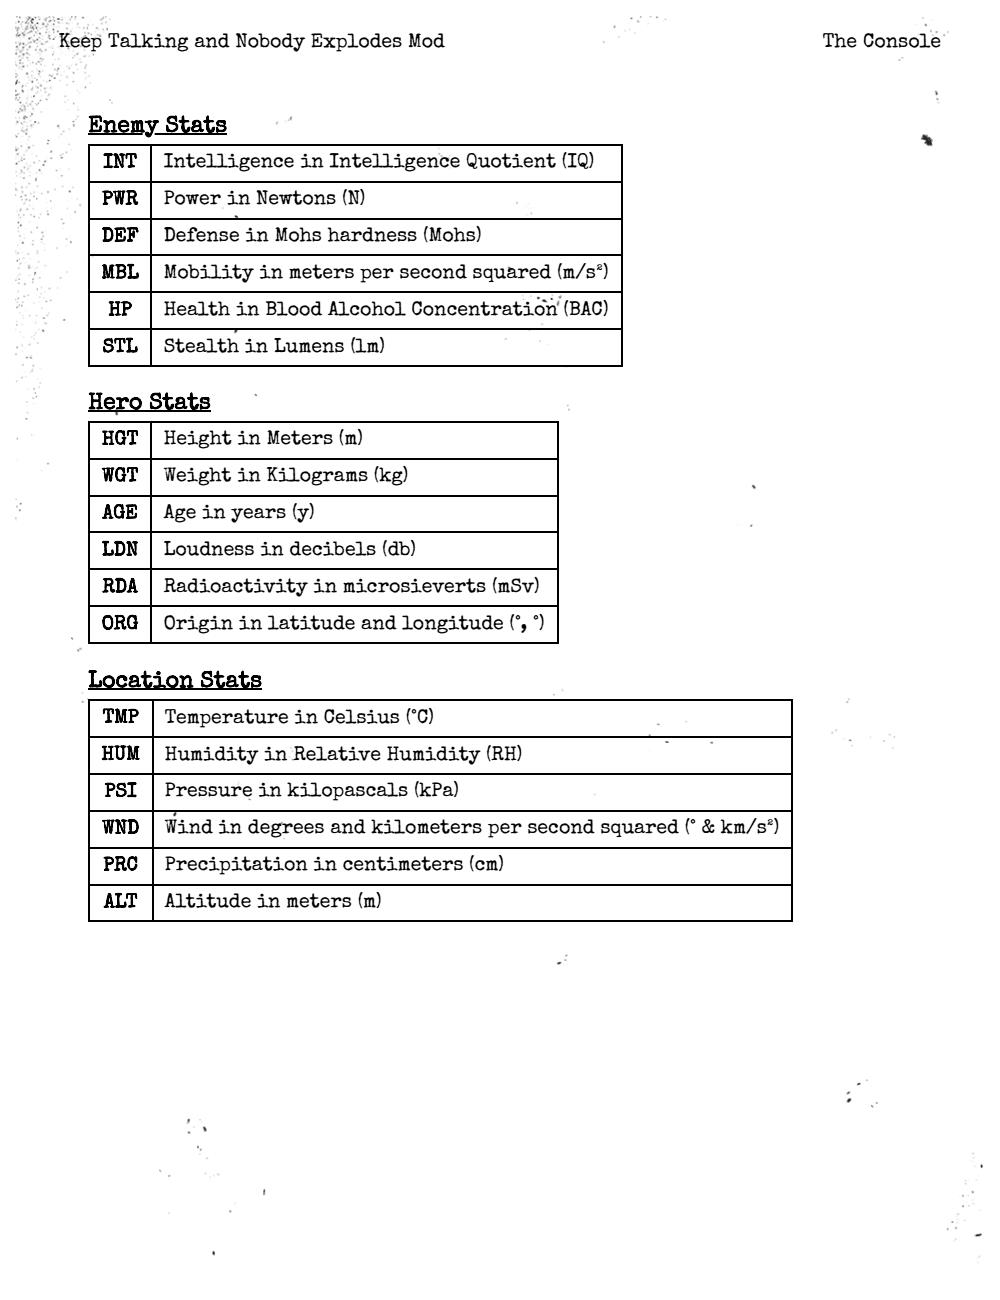 Keep Talking and Nobody Explodes Mod The Console
Enemy Stats
INT Intelligence in Intelligence Quotient (IQ)
PWR Power in Newtons (N)
DEF Defense in Mohs hardness (Mohs)
MBL Mobility in meters per second squared (m/s²)
HP Health in Blood Alcohol Concentration (BAC)
STL Stealth in Lumens (lm)
Hero Stats
HGT Height in Meters (m)
WGT Weight in Kilograms (kg)
AGE Age in years (y)
LDN Loudness in decibels (db)
RDA Radioactivity in microsieverts (mSv)
ORG Origin in latitude and longitude (°, °)
Location Stats
TMP Temperature in Celsius (°C)
HUM Humidity in Relative Humidity (RH)
PSI Pressure in kilopascals (kPa)
WND Wind in degrees and kilometers per second squared (° & km/s²)
PRC Precipitation in centimeters (cm)
ALT Altitude in meters (m)